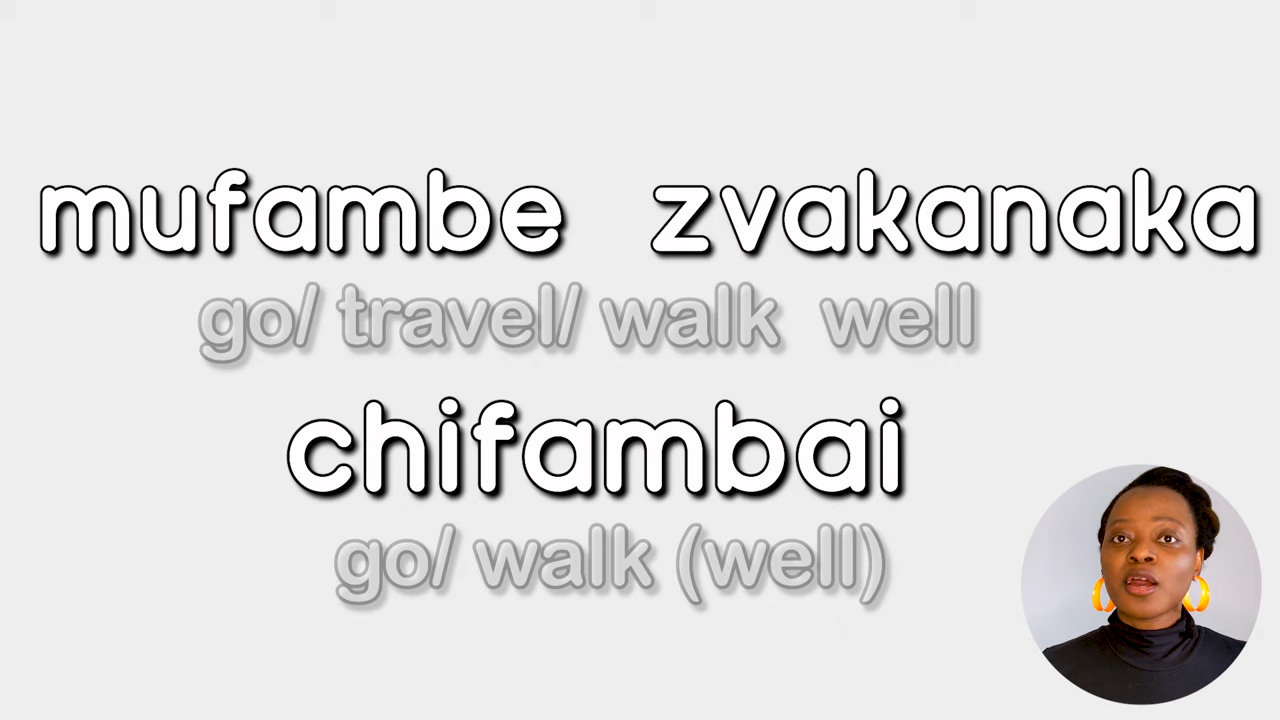 mufambe zvakanaka
go/ travel/ walk well
chifambai
go/ walk (well)